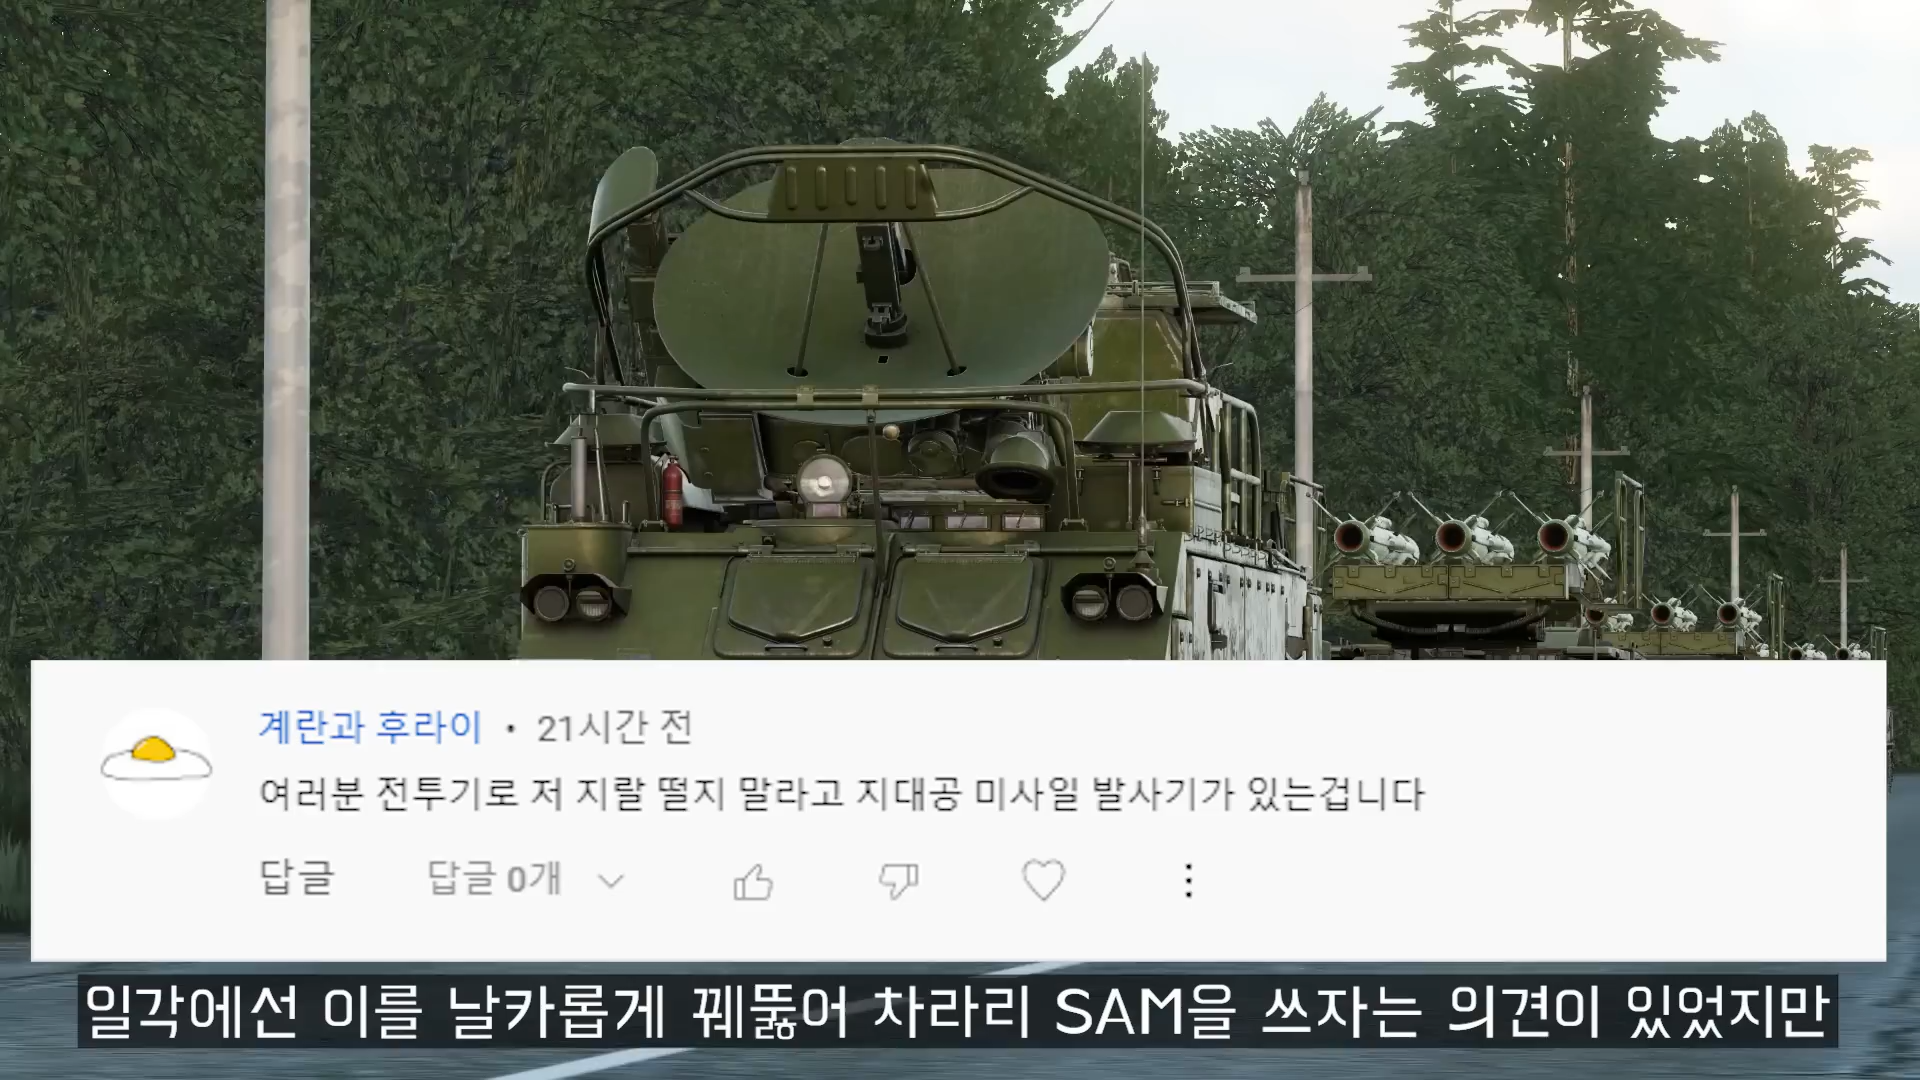 계란과 후라이 • 21시간 전
여러분 전투기로 저 지랄 떨지 말라고 지대공 미사일 발사기가 있는겁니다
답글 답글 0개
일각에선 이를 날카롭게 꿰뚫어 차라리 SAM을 쓰자는 의견이 있었지만